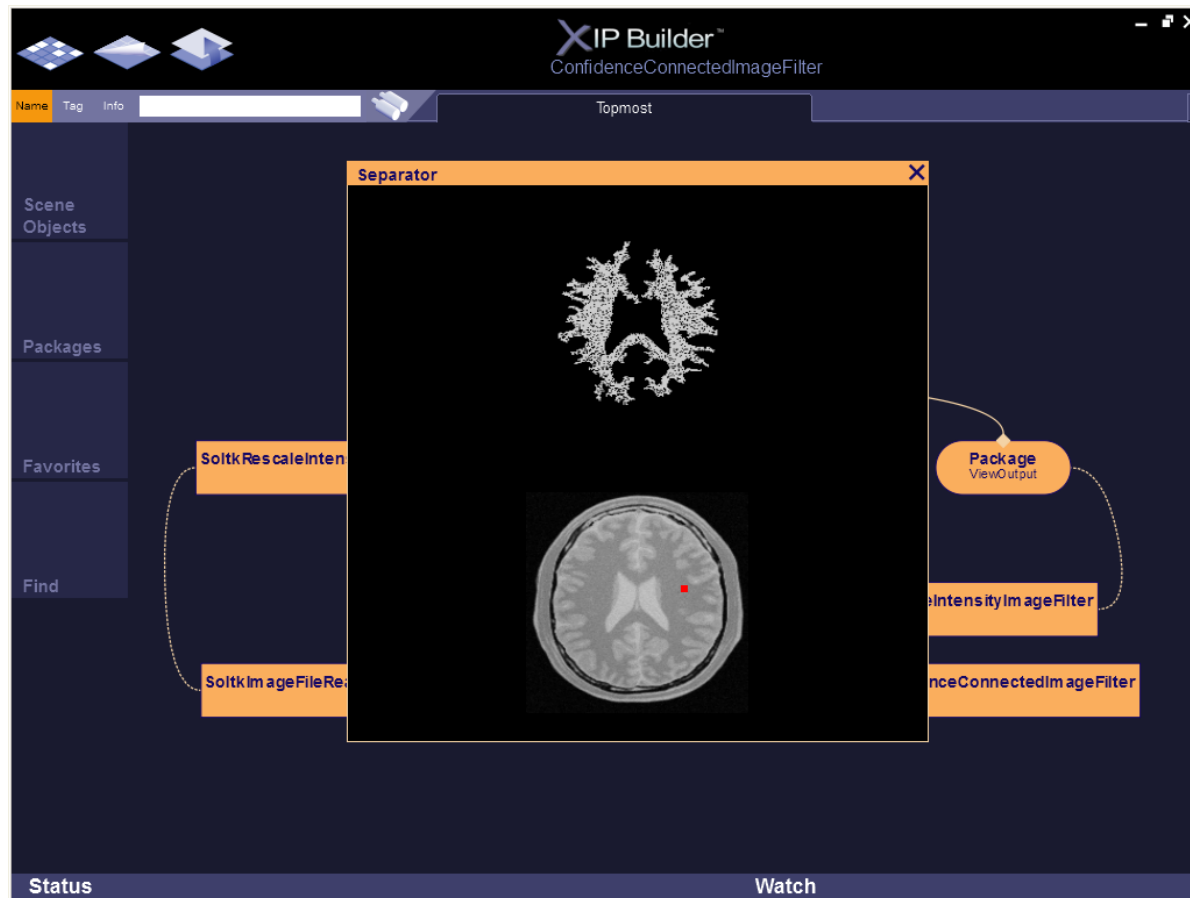 XIP Builder™
ConfidenceConnectedImageFilter
Name Tag Info
Topmost
Separator
Scene
Objects
Packages
Favorites
Find
SoItkRescaleInten
Package
ViewOutput
eIntensityImageFilter
SoItkImageFileRea
nceConnectedImageFilter
Status
Watch